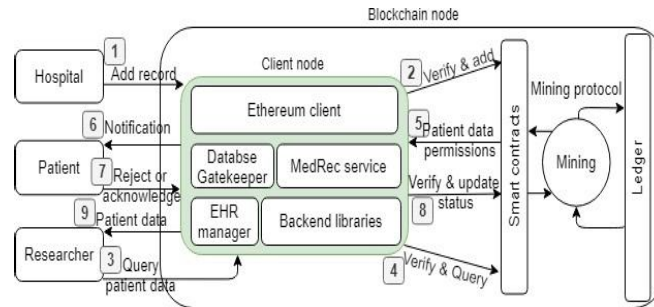 Blockchain node
1
Hospital
Add record
Client node
2
Verify & add
Ethereum client
Mining protocol
6
Notification
5
Patient data
permissions
Patient
7
Reject or
acknowledge
Databse
Gatekeeper
MedRec service
Smart contracts
Mining
Ledger
9
Patient data
EHR
manager
Backend libraries
Verify & update
8
status
Researcher
3
Query
patient data
4
Verify & Query